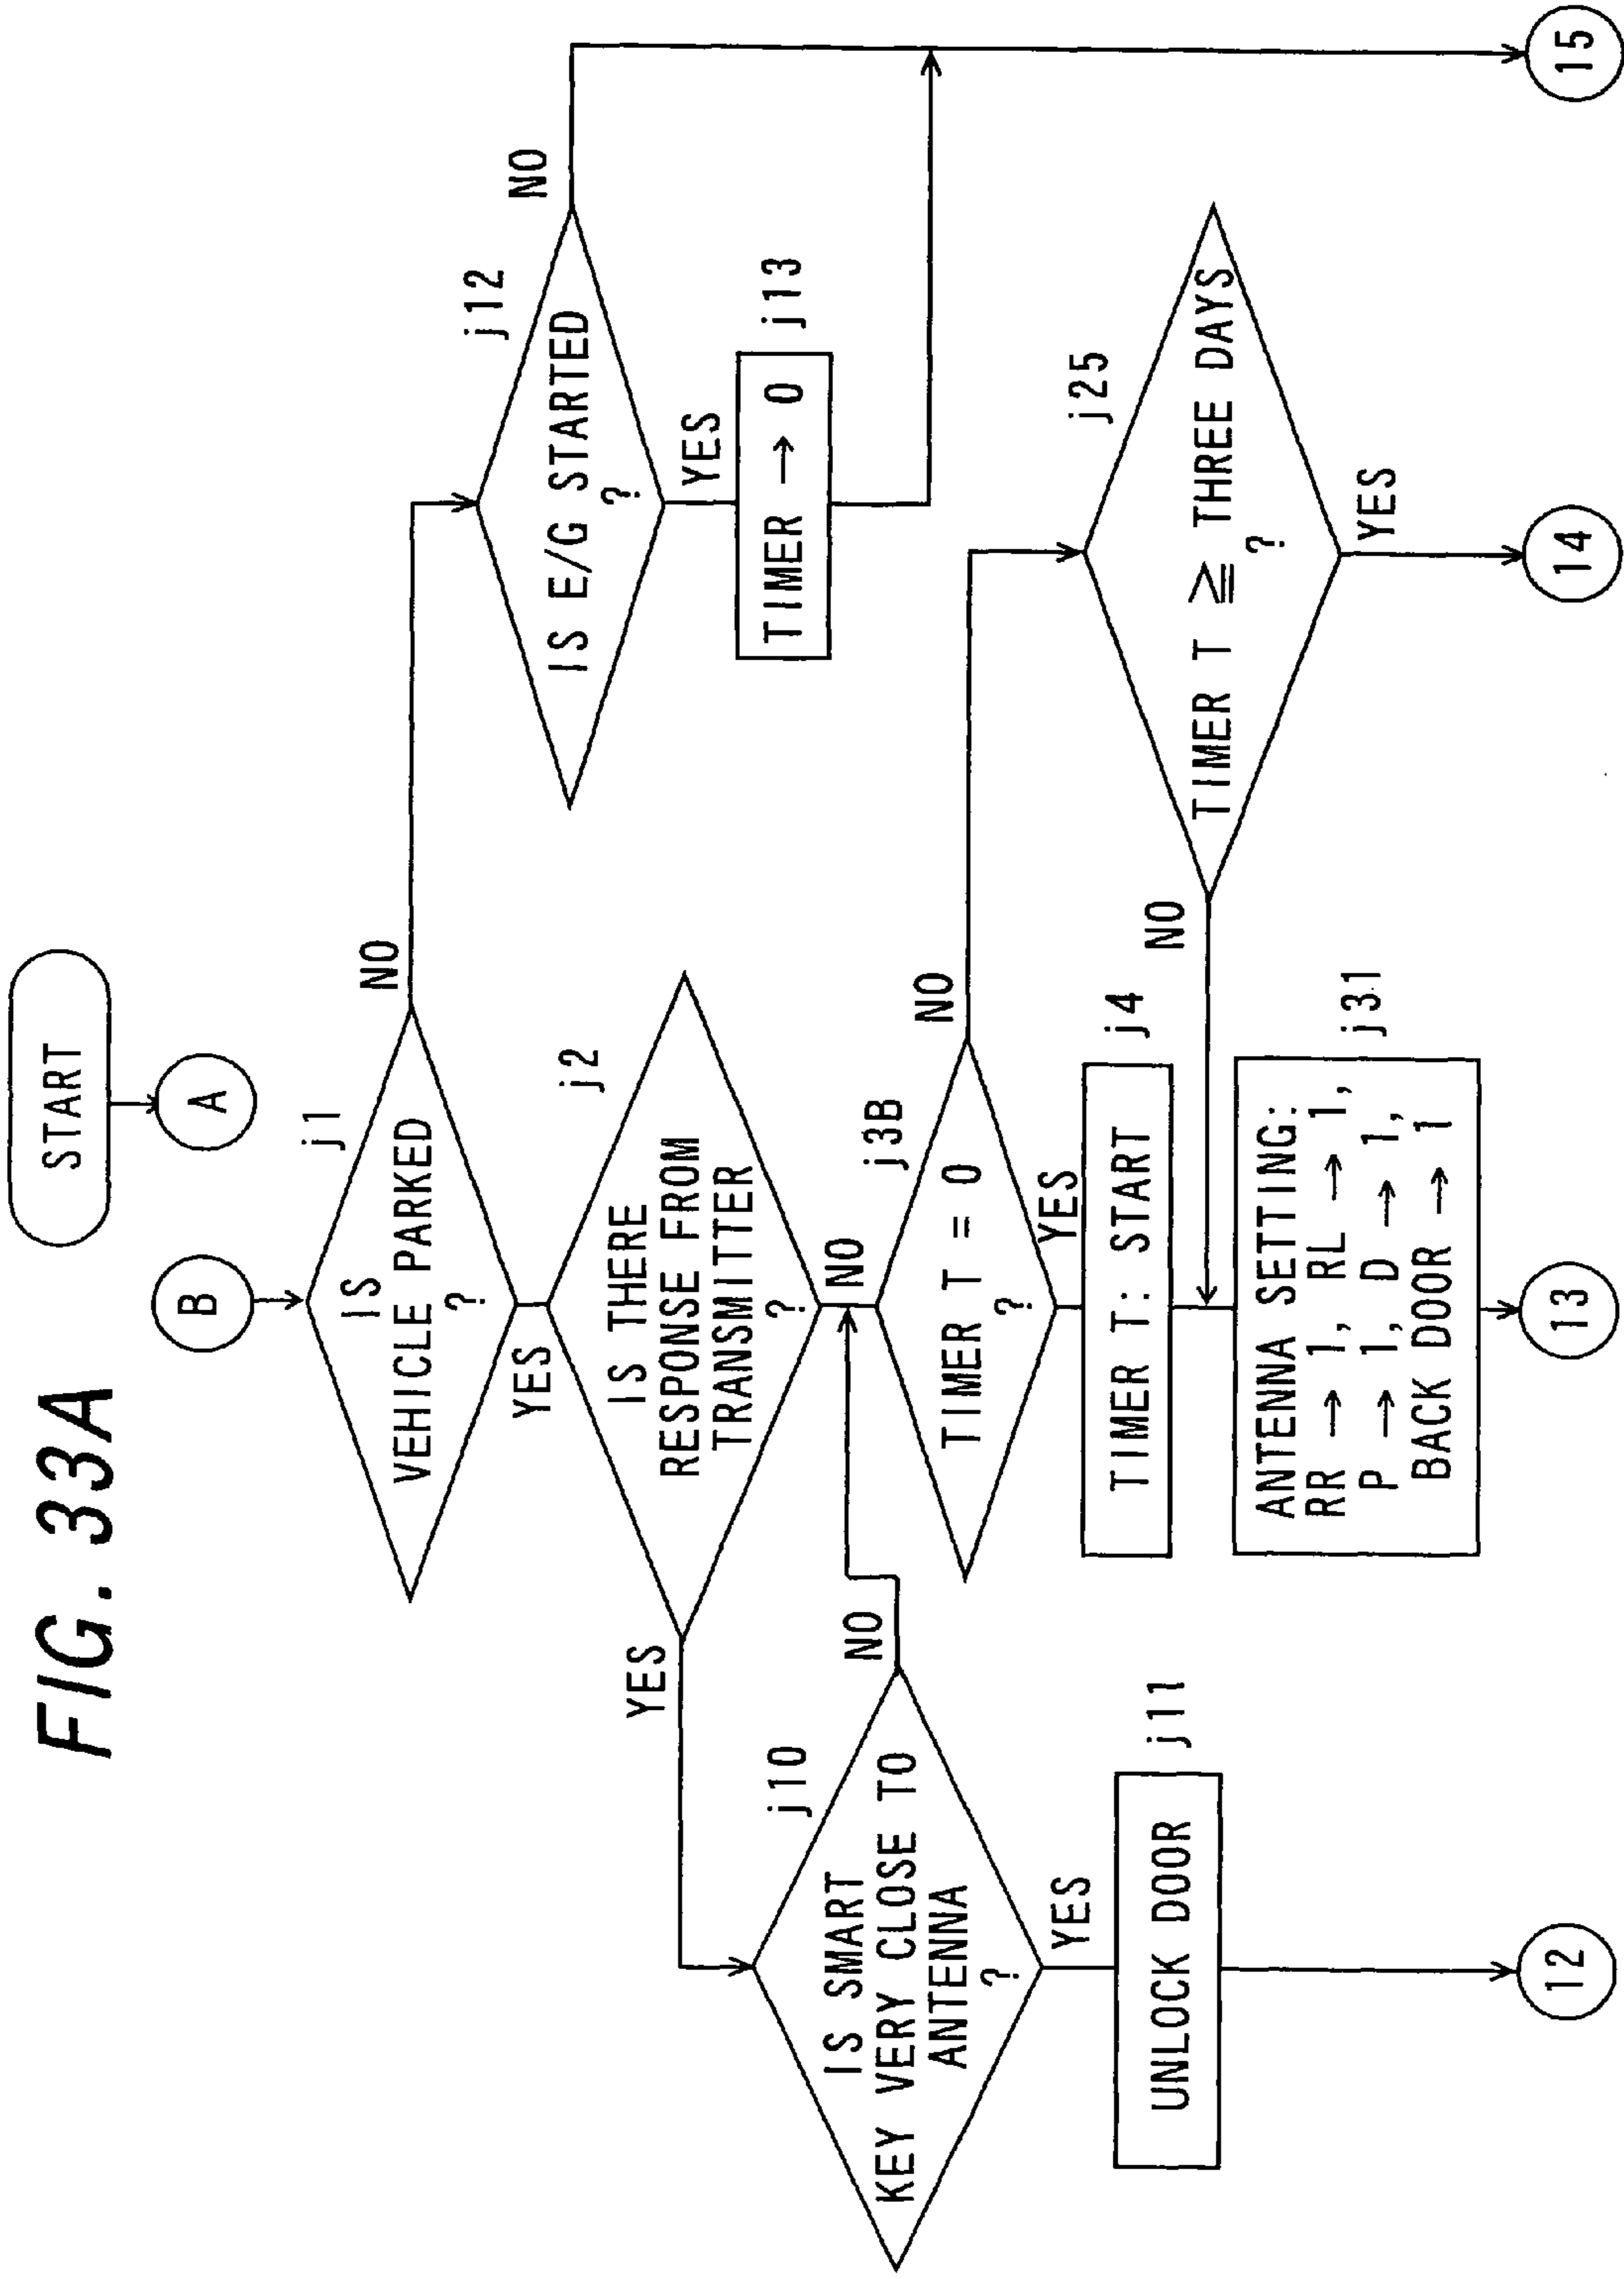 FIG. 33A
START
A
B
j1
IS
VEHICLE PARKED
?
NO
YES
j12
IS E/G STARTED
?
NO
YES
j13
TIMER → 0
j2
IS THERE
RESPONSE FROM
TRANSMITTER
?
YES
NO
j10
IS SMART
KEY VERY CLOSE TO
ANTENNA
?
NO
YES
j11
UNLOCK DOOR
j3B
TIMER T = 0
?
NO
YES
j4
TIMER T: START
j25
TIMER T ≧ THREE DAYS
?
NO
YES
j31
ANTENNA SETTING:
RR → 1, RL → 1,
P → 1, D → 1,
BACK DOOR → 1
12
13
14
15